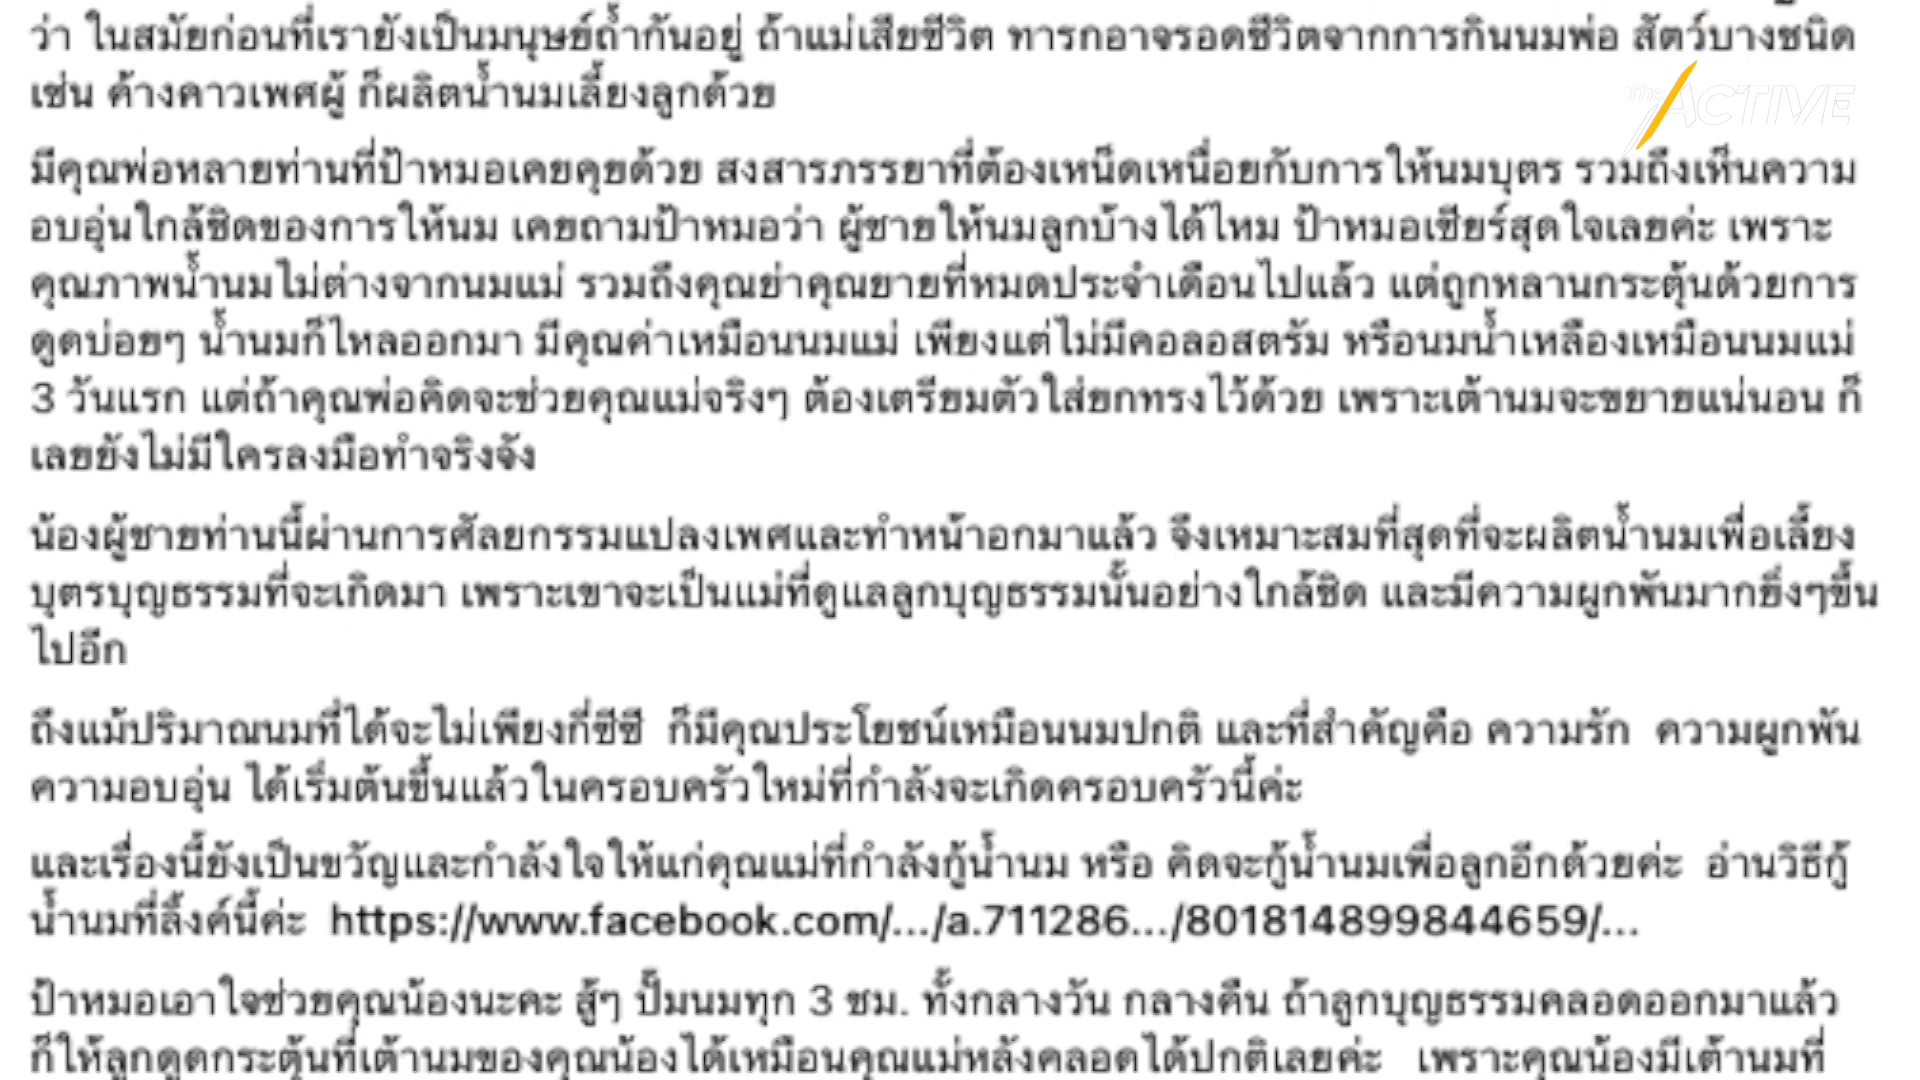 ว่า ในสมัยก่อนที่เรายังเป็นมนุษย์ถ้ำกันอยู่ ถ้าแม่เสียชีวิต ทารกอาจรอดชีวิตจากการกินนมพ่อ สัตว์บางชนิด
เช่น ค้างคาวเพศผู้ ก็ผลิตน้ำนมเลี้ยงลูกด้วย
The ACTIVE
มีคุณพ่อหลายท่านที่ป้าหมอเคยคุยด้วย สงสารภรรยาที่ต้องเหน็ดเหนื่อยกับการให้นมบุตร รวมถึงเห็นความ
อบอุ่นใกล้ชิดของการให้นม เคยถามป้าหมอว่า ผู้ชายให้นมลูกบ้างได้ไหม ป้าหมอเชียร์สุดใจเลยค่ะ เพราะ
คุณภาพน้ำนมไม่ต่างจากนมแม่ รวมถึงคุณย่าคุณยายที่หมดประจำเดือนไปแล้ว แต่ถูกหลานกระตุ้นด้วยการ
ดูดบ่อยๆ น้ำนมก็ไหลออกมา มีคุณค่าเหมือนนมแม่ เพียงแต่ไม่มีคอลอสตรัม หรือนมน้ำเหลืองเหมือนนมแม่
3 วันแรก แต่ถ้าคุณพ่อคิดจะช่วยคุณแม่จริงๆ ต้องเตรียมตัวใส่ยกทรงไว้ด้วย เพราะเต้านมจะขยายแน่นอน ก็
เลยยังไม่มีใครลงมือทำจริงจัง
น้องผู้ชายท่านนี้ผ่านการศัลยกรรมแปลงเพศและทำหน้าอกมาแล้ว จึงเหมาะสมที่สุดที่จะผลิตน้ำนมเพื่อเลี้ยง
บุตรบุญธรรมที่จะเกิดมา เพราะเขาจะเป็นแม่ที่ดูแลลูกบุญธรรมนั้นอย่างใกล้ชิด และมีความผูกพันมากยิ่งๆขึ้น
ไปอีก
ถึงแม้ปริมาณนมที่ได้จะไม่เพียงกี่ซีซี ก็มีคุณประโยชน์เหมือนนมปกติ และที่สำคัญคือ ความรัก ความผูกพัน
ความอบอุ่น ได้เริ่มต้นขึ้นแล้วในครอบครัวใหม่ที่กำลังจะเกิดครอบครัวนี้ค่ะ
และเรื่องนี้ยังเป็นขวัญและกำลังใจให้แก่คุณแม่ที่กำลังกู้น้ำนม หรือ คิดจะกู้น้ำนมเพื่อลูกอีกด้วยค่ะ อ่านวิธีกู้
น้ำนมที่ลิ้งค์นี้ค่ะ https://www.facebook.com/.../a.711286.../801814899844659/...
ป้าหมอเอาใจช่วยคุณน้องนะคะ สู้ๆ ปั๊มนมทุก 3 ชม. ทั้งกลางวัน กลางคืน ถ้าลูกบุญธรรมคลอดออกมาแล้ว
ก็ให้ลูกดูดกระตุ้นที่เต้านมของคุณน้องได้เหมือนคุณแม่หลังคลอดได้ปกติเลยค่ะ เพราะคุณน้องมีเต้านมที่